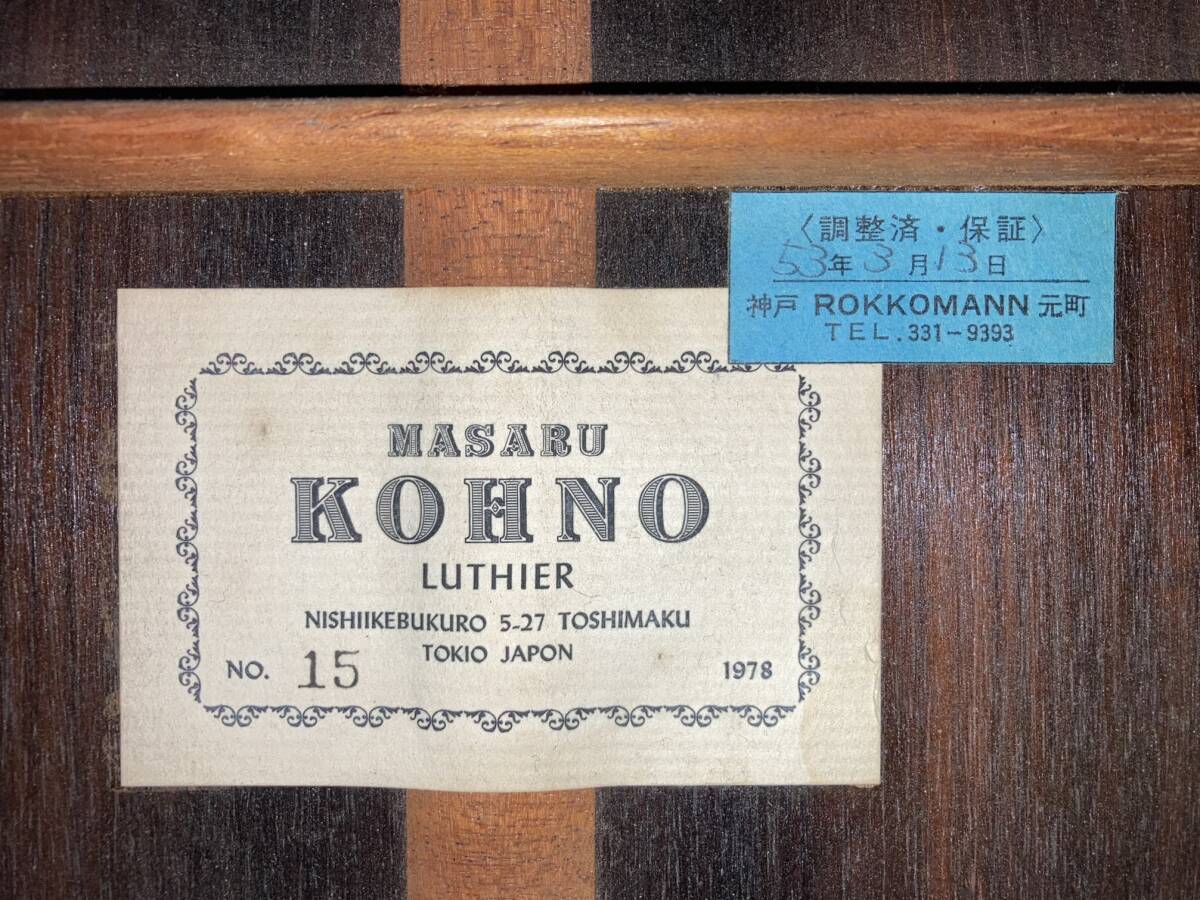 〈調整済・保証〉
53年3月13日
神戸 ROKKOMANN 元町
TEL.331-9393
MASARU
KOHNO
LUTHIER
NISHIIKEBUKURO 5-27 TOSHIMAKU
TOKIO JAPON
NO. 15 1978